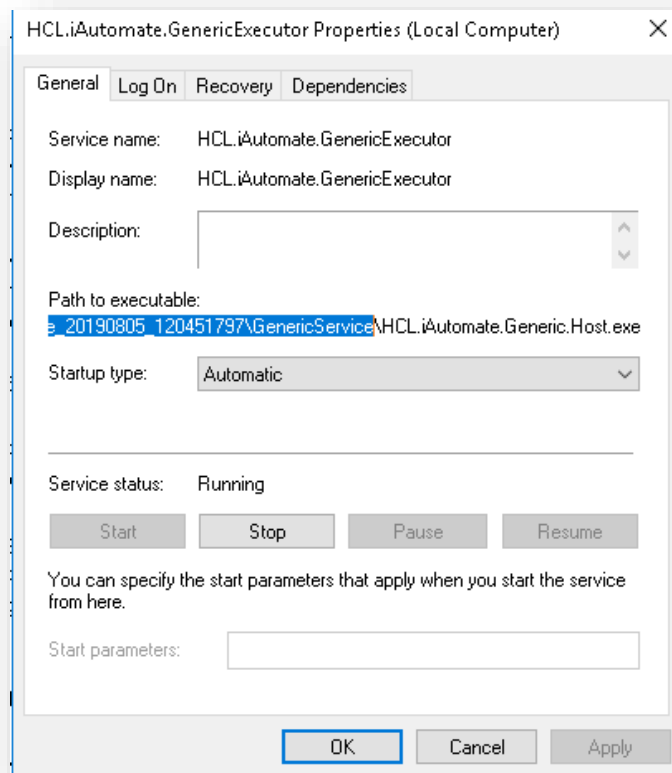 HCL.iAutomate.GenericExecutor Properties (Local Computer)
General Log On Recovery Dependencies
Service name: HCL.iAutomate.GenericExecutor
Display name: HCL.iAutomate.GenericExecutor
Description:
Path to executable:
e_20190805_120451797\GenericService\HCL.iAutomate.Generic.Host.exe
Startup type: Automatic
Service status: Running
Start Stop Pause Resume
You can specify the start parameters that apply when you start the service
from here.
Start parameters:
OK Cancel Apply